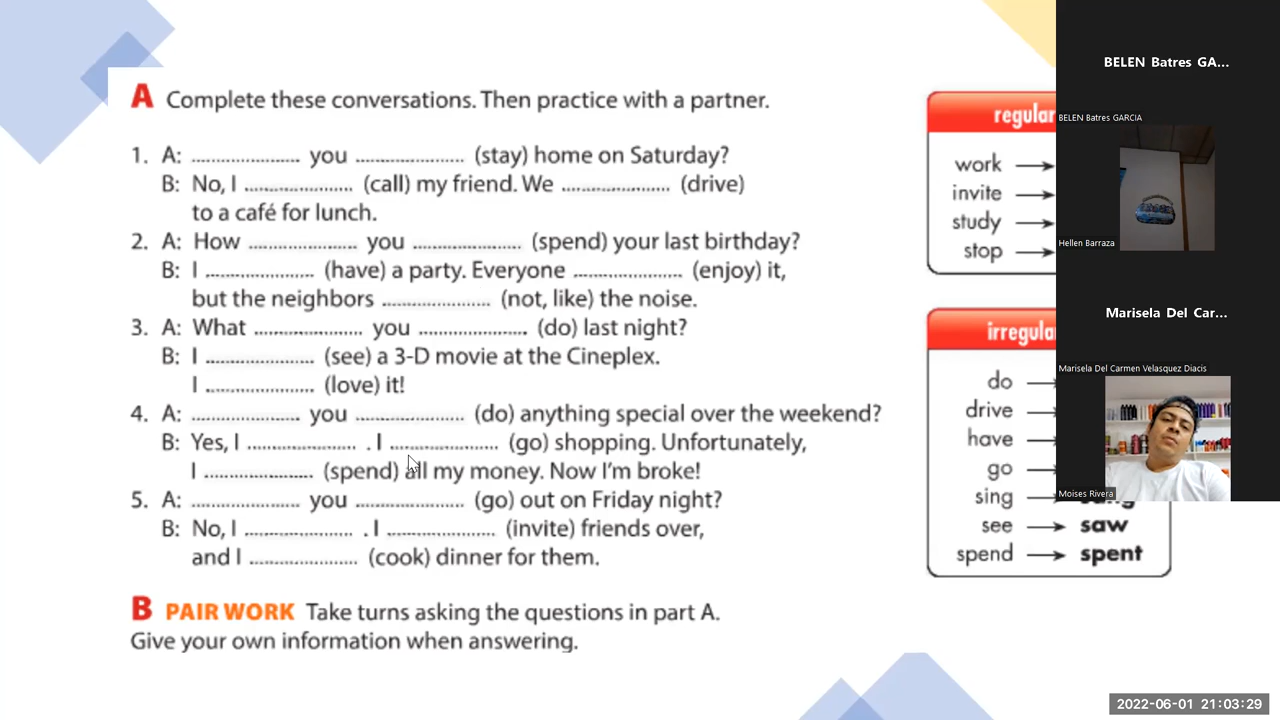 A Complete these conversations. Then practice with a partner.
1. A: .................... you .................... (stay) home on Saturday?
B: No, I .................... (call) my friend. We .................... (drive)
to a café for lunch.
2. A: How .................... you .................... (spend) your last birthday?
B: I .................... (have) a party. Everyone .................... (enjoy) it,
but the neighbors .................... (not, like) the noise.
3. A: What .................... you .................... (do) last night?
B: I .................... (see) a 3-D movie at the Cineplex.
I .................... (love) it!
4. A: .................... you .................... (do) anything special over the weekend?
B: Yes, I .................... . I .................... (go) shopping. Unfortunately,
I .................... (spend) all my money. Now I'm broke!
5. A: .................... you .................... (go) out on Friday night?
B: No, I .................... . I .................... (invite) friends over,
and I .................... (cook) dinner for them.
B PAIR WORK Take turns asking the questions in part A.
Give your own information when answering.
regular
work →
invite →
study →
stop →
irregula
do
drive
have
go
sing
see → saw
spend → spent
BELEN Batres GA...
BELEN Batres GARCIA
Hellen Barraza
Marisela Del Car...
Marisela Del Carmen Velasquez Diacis
Moises Rivera
2022-06-01 21:03:29